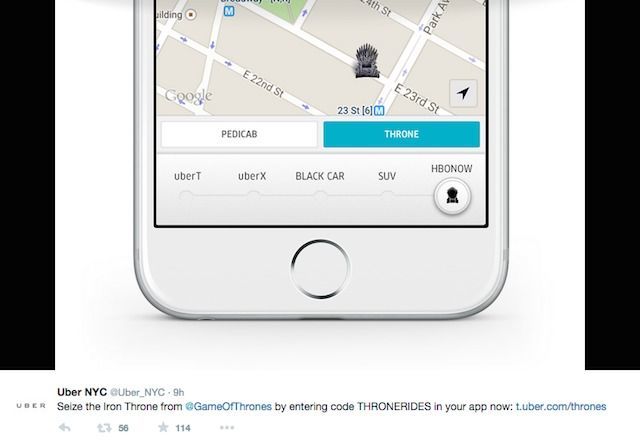 Broadway [N,R]
M
uilding
24th St
Park Av
E 22nd St
Google
E 23rd St
23 St [6] M
PEDICAB THRONE
uberT uberX BLACK CAR SUV HBONOW
Uber NYC @Uber_NYC · 9h
UBER Seize the Iron Throne from @GameOfThrones by entering code THRONERIDES in your app now: t.uber.com/thrones
56 114